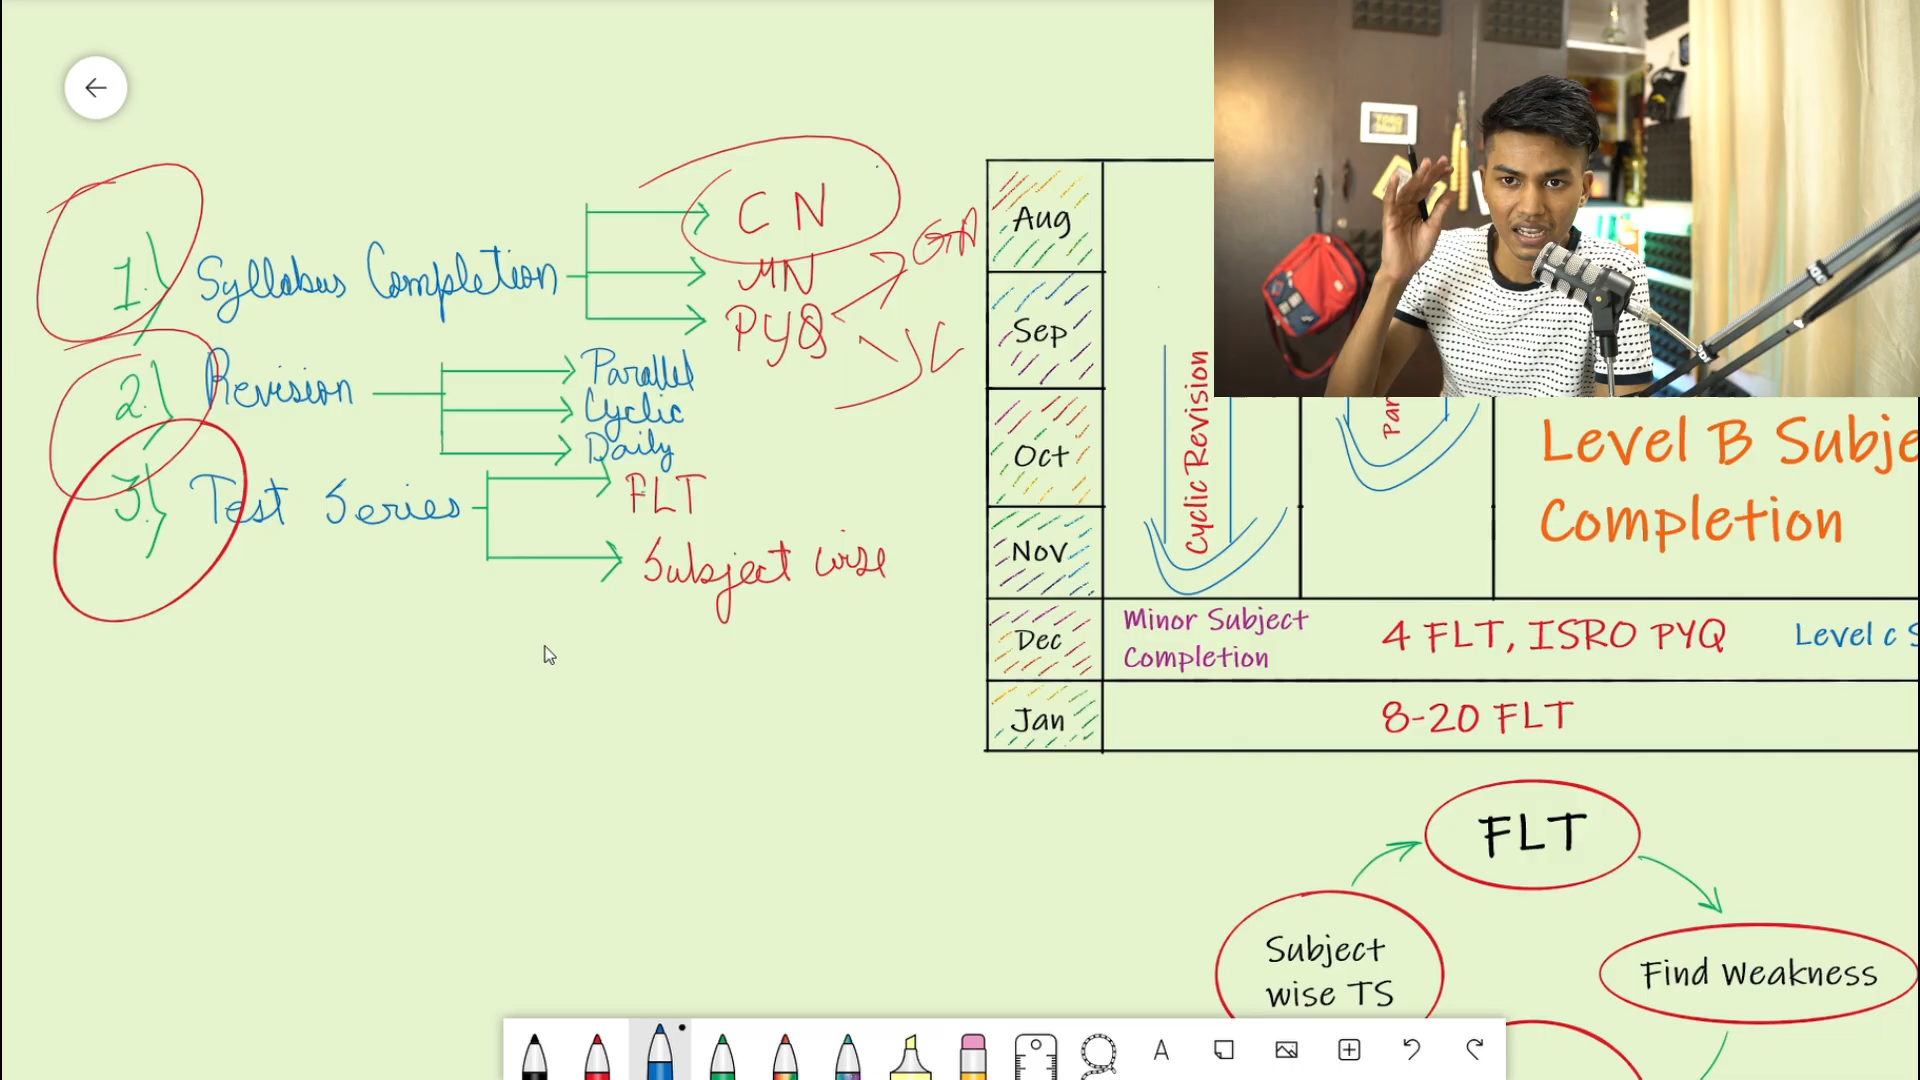 1.)
Syllabus Completion
CN
MN
PYQ
GA
2.)
Revision
Parallel
Cyclic
Daily
3.)
Test Series
FLT
Subject wise
Aug
Sep
Oct
Nov
Dec
Jan
Cyclic Revision
Par
Level B Subje
Completion
Minor Subject
Completion
4 FLT, ISRO PYQ
Level c S
8-20 FLT
FLT
Subject
wise TS
Find Weakness
A